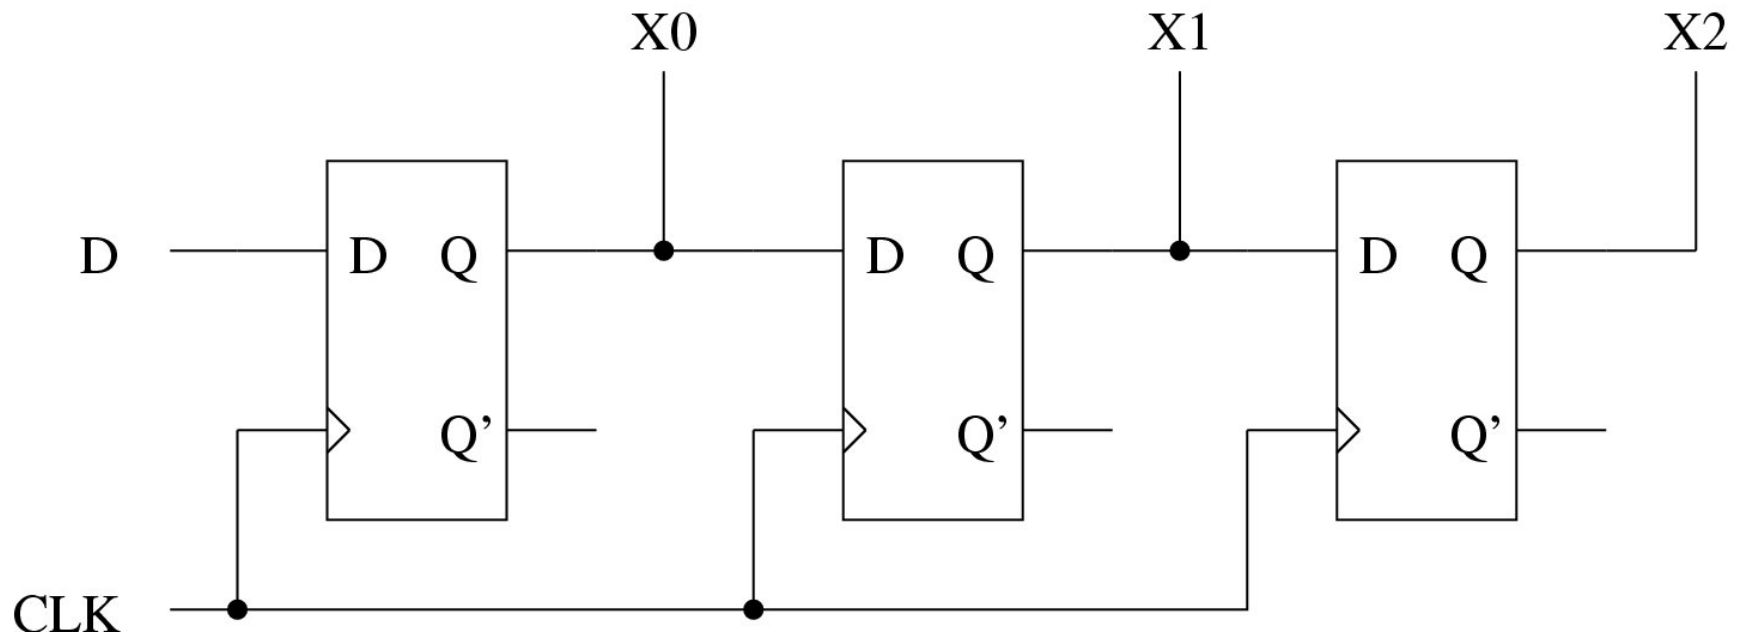 X0 X1 X2
D D Q D Q D Q
Q’ Q’ Q’
CLK